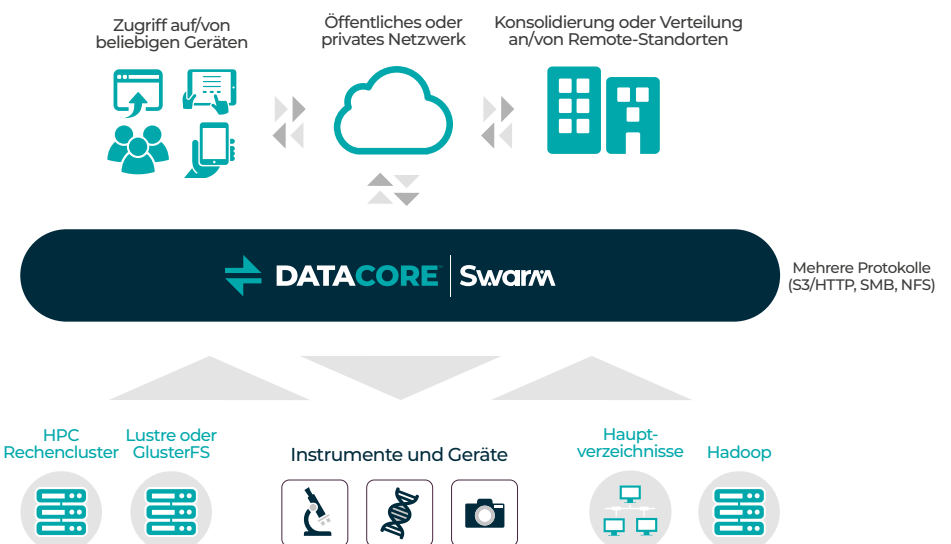 Zugriff auf/von
beliebigen Geräten
Öffentliches oder
privates Netzwerk
Konsolidierung oder Verteilung
an/von Remote-Standorten
DATACORE™ | Swarm
Mehrere Protokolle
(S3/HTTP, SMB, NFS)
HPC
Rechencluster
Lustre oder
GlusterFS
Instrumente und Geräte
Haupt-
verzeichnisse
Hadoop